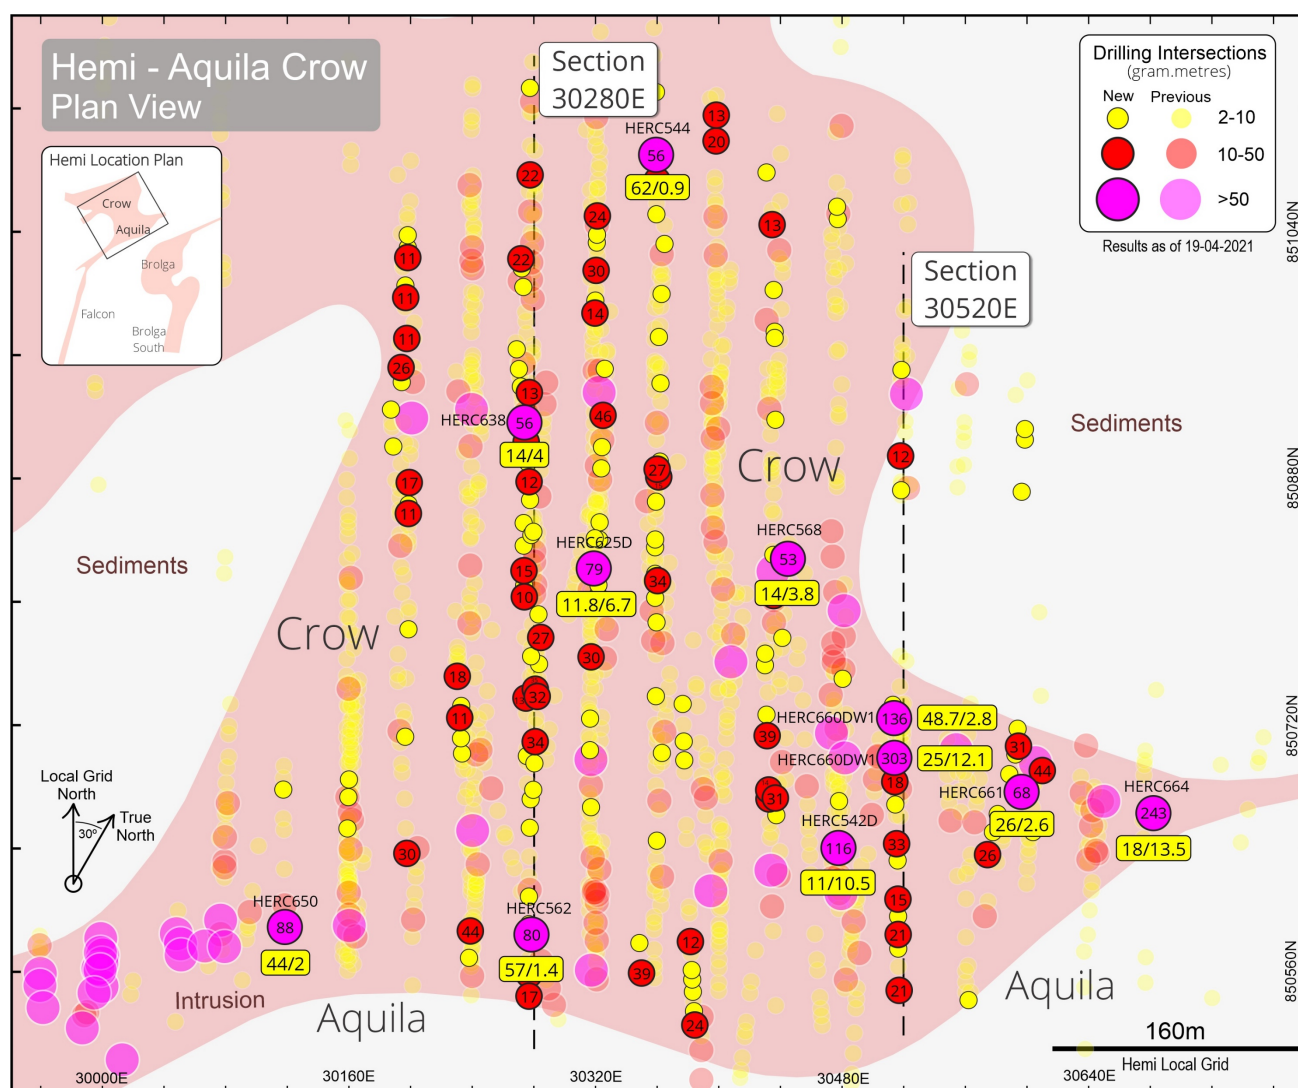 Hemi - Aquila Crow
Plan View
Section
30280E
Drilling Intersections
(gram.metres)
New
Previous
2-10
10-50
>50
Results as of 19-04-2021
Hemi Location Plan
Crow
Aquila
Brolga
Falcon
Brolga
South
HERC544
56
62/0.9
13
20
22
24
13
11
22
30
11
14
11
26
Section
30520E
851040N
13
HERC638
56
14/4
46
12
27
12
17
11
Crow
Sediments
850880N
Sediments
Crow
15
10
HERC625D
79
11.8/6.7
34
HERC568
53
14/3.8
27
30
18
11
32
34
39
31
HERC660DW1
136
48.7/2.8
HERC660DW1
303
25/12.1
18
31
44
850720N
HERC661
68
26/2.6
HERC664
243
18/13.5
HERC542D
116
11/10.5
33
26
30
15
21
21
Local Grid
North
True
North
30º
HERC650
88
44/2
44
HERC562
80
57/1.4
17
12
39
24
Intrusion
Aquila
Aquila
850560N
160m
Hemi Local Grid
30000E
30160E
30320E
30480E
30640E